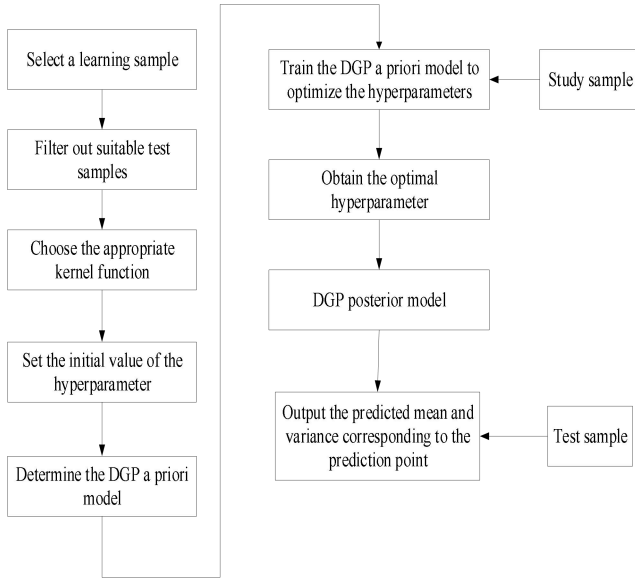 Select a learning sample
Filter out suitable test
samples
Choose the appropriate
kernel function
Set the initial value of the
hyperparameter
Determine the DGP a priori
model
Train the DGP a priori model to
optimize the hyperparameters
Study sample
Obtain the optimal
hyperparameter
DGP posterior model
Output the predicted mean and
variance corresponding to the
prediction point
Test sample